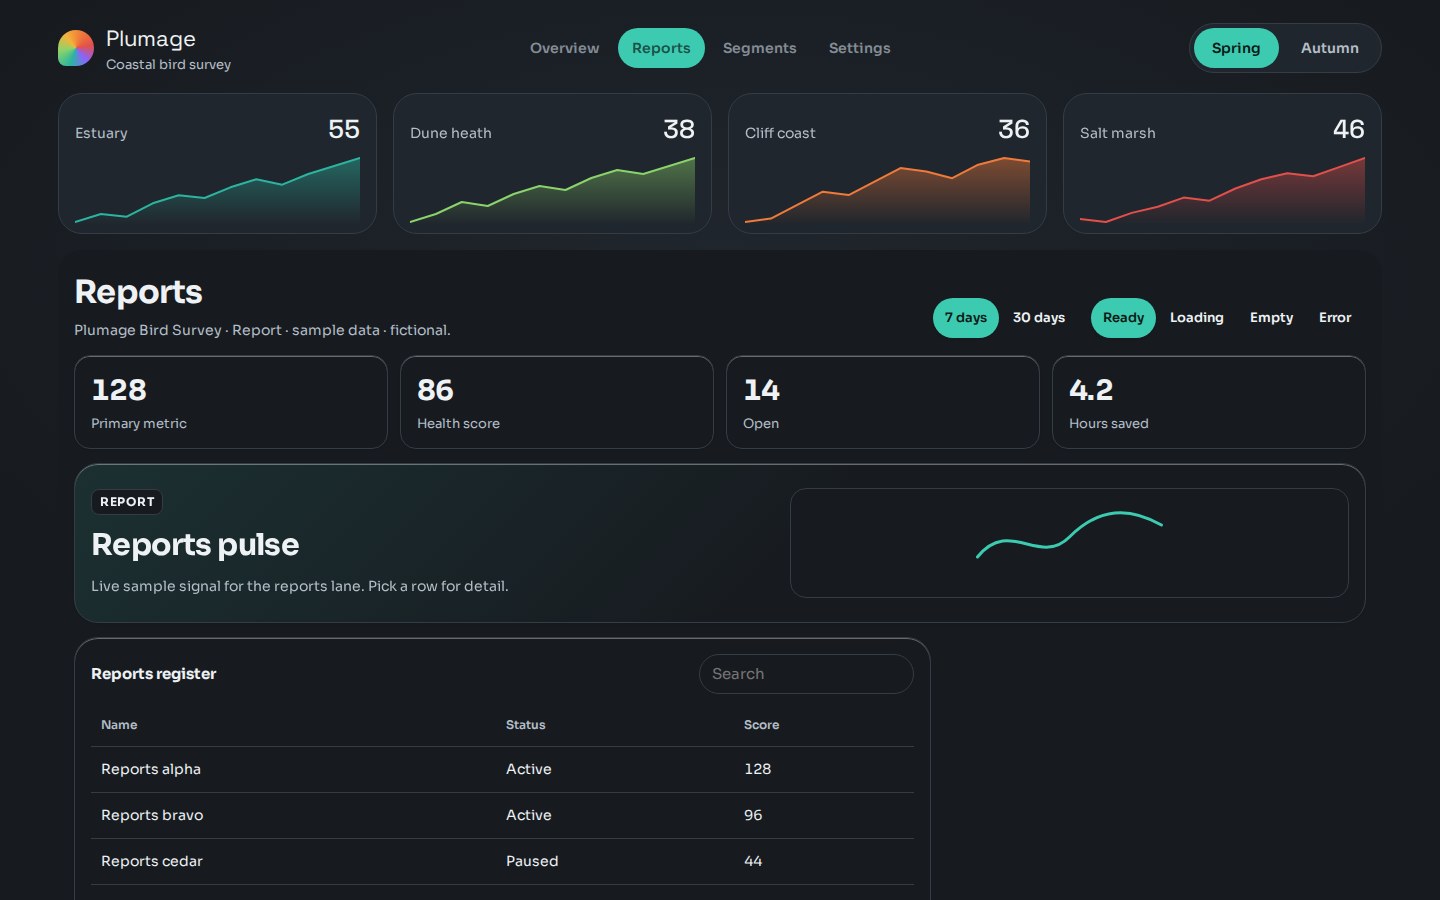 Plumage
Coastal bird survey
Overview Reports Segments Settings
Spring Autumn
Estuary 55
Dune heath 38
Cliff coast 36
Salt marsh 46
Reports
Plumage Bird Survey · Report · sample data · fictional.
7 days 30 days Ready Loading Empty Error
128
Primary metric
86
Health score
14
Open
4.2
Hours saved
REPORT
Reports pulse
Live sample signal for the reports lane. Pick a row for detail.
Reports register Search
Name Status Score
Reports alpha Active 128
Reports bravo Active 96
Reports cedar Paused 44